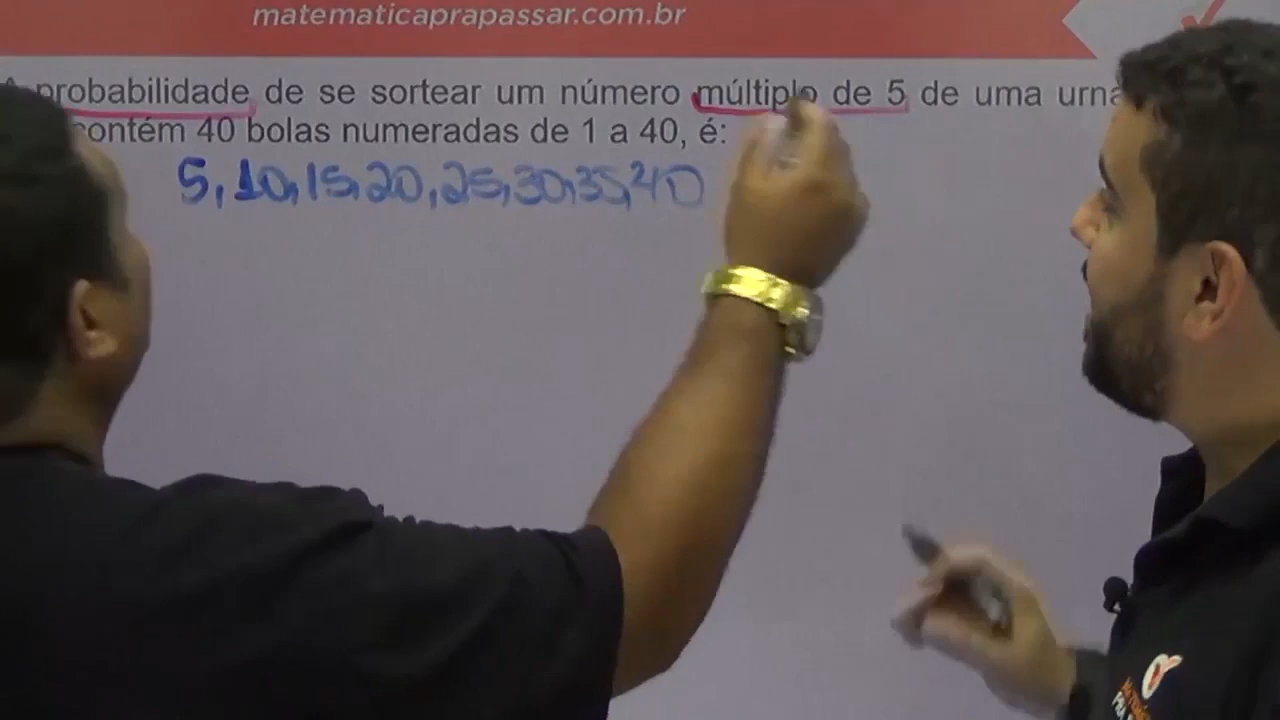 matematicaprapassar.com.br
A probabilidade de se sortear um número múltiplo de 5 de uma urna
contém 40 bolas numeradas de 1 a 40, é:
5, 10, 15, 20, 25, 30, 35, 40